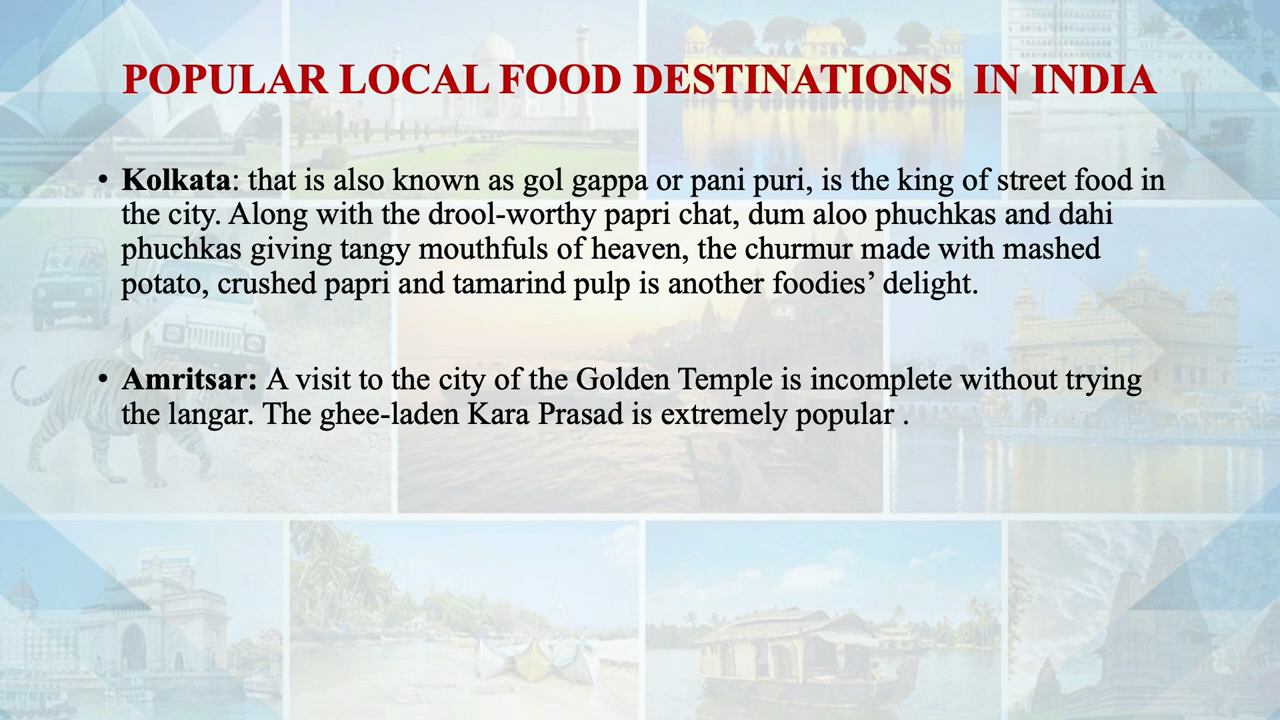 POPULAR LOCAL FOOD DESTINATIONS  IN INDIA
• Kolkata: that is also known as gol gappa or pani puri, is the king of street food in
the city. Along with the drool-worthy papri chat, dum aloo phuchkas and dahi
phuchkas giving tangy mouthfuls of heaven, the churmur made with mashed
potato, crushed papri and tamarind pulp is another foodies’ delight.
• Amritsar: A visit to the city of the Golden Temple is incomplete without trying
the langar. The ghee-laden Kara Prasad is extremely popular .